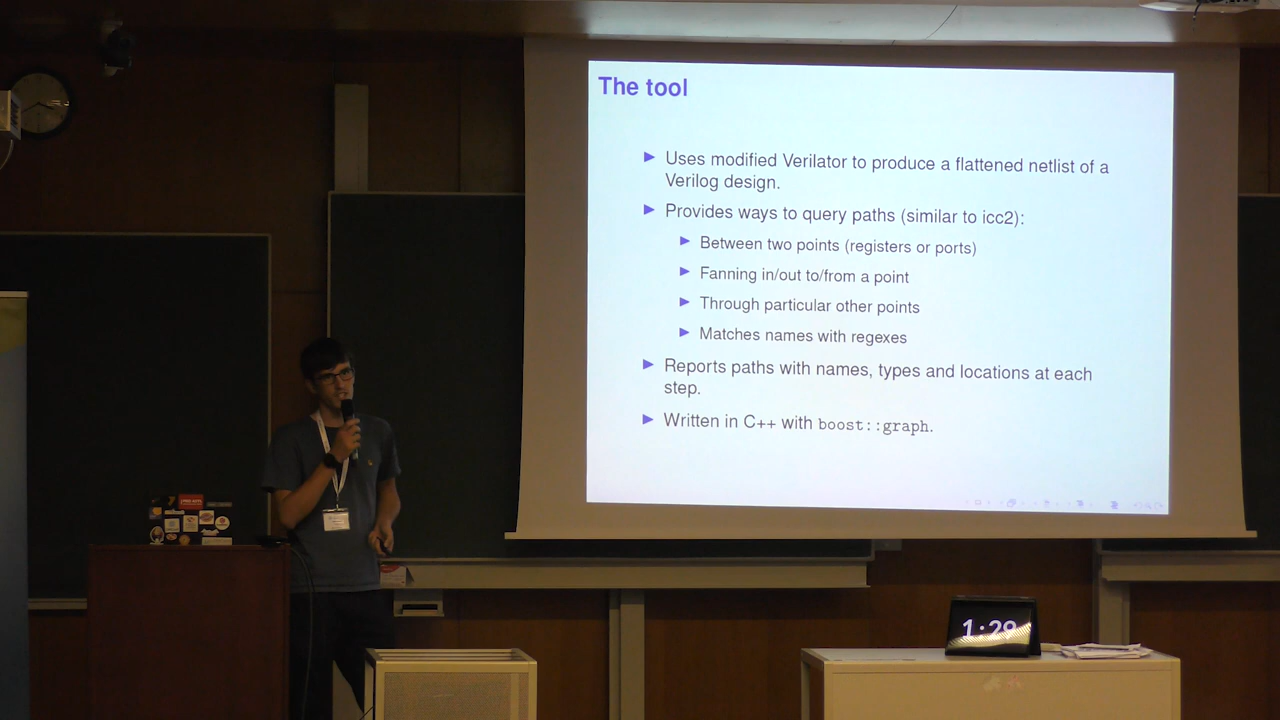 The tool
Uses modified Verilator to produce a flattened netlist of a
Verilog design.
Provides ways to query paths (similar to icc2):
Between two points (registers or ports)
Fanning in/out to/from a point
Through particular other points
Matches names with regexes
Reports paths with names, types and locations at each
step.
Written in C++ with boost::graph.
1:29